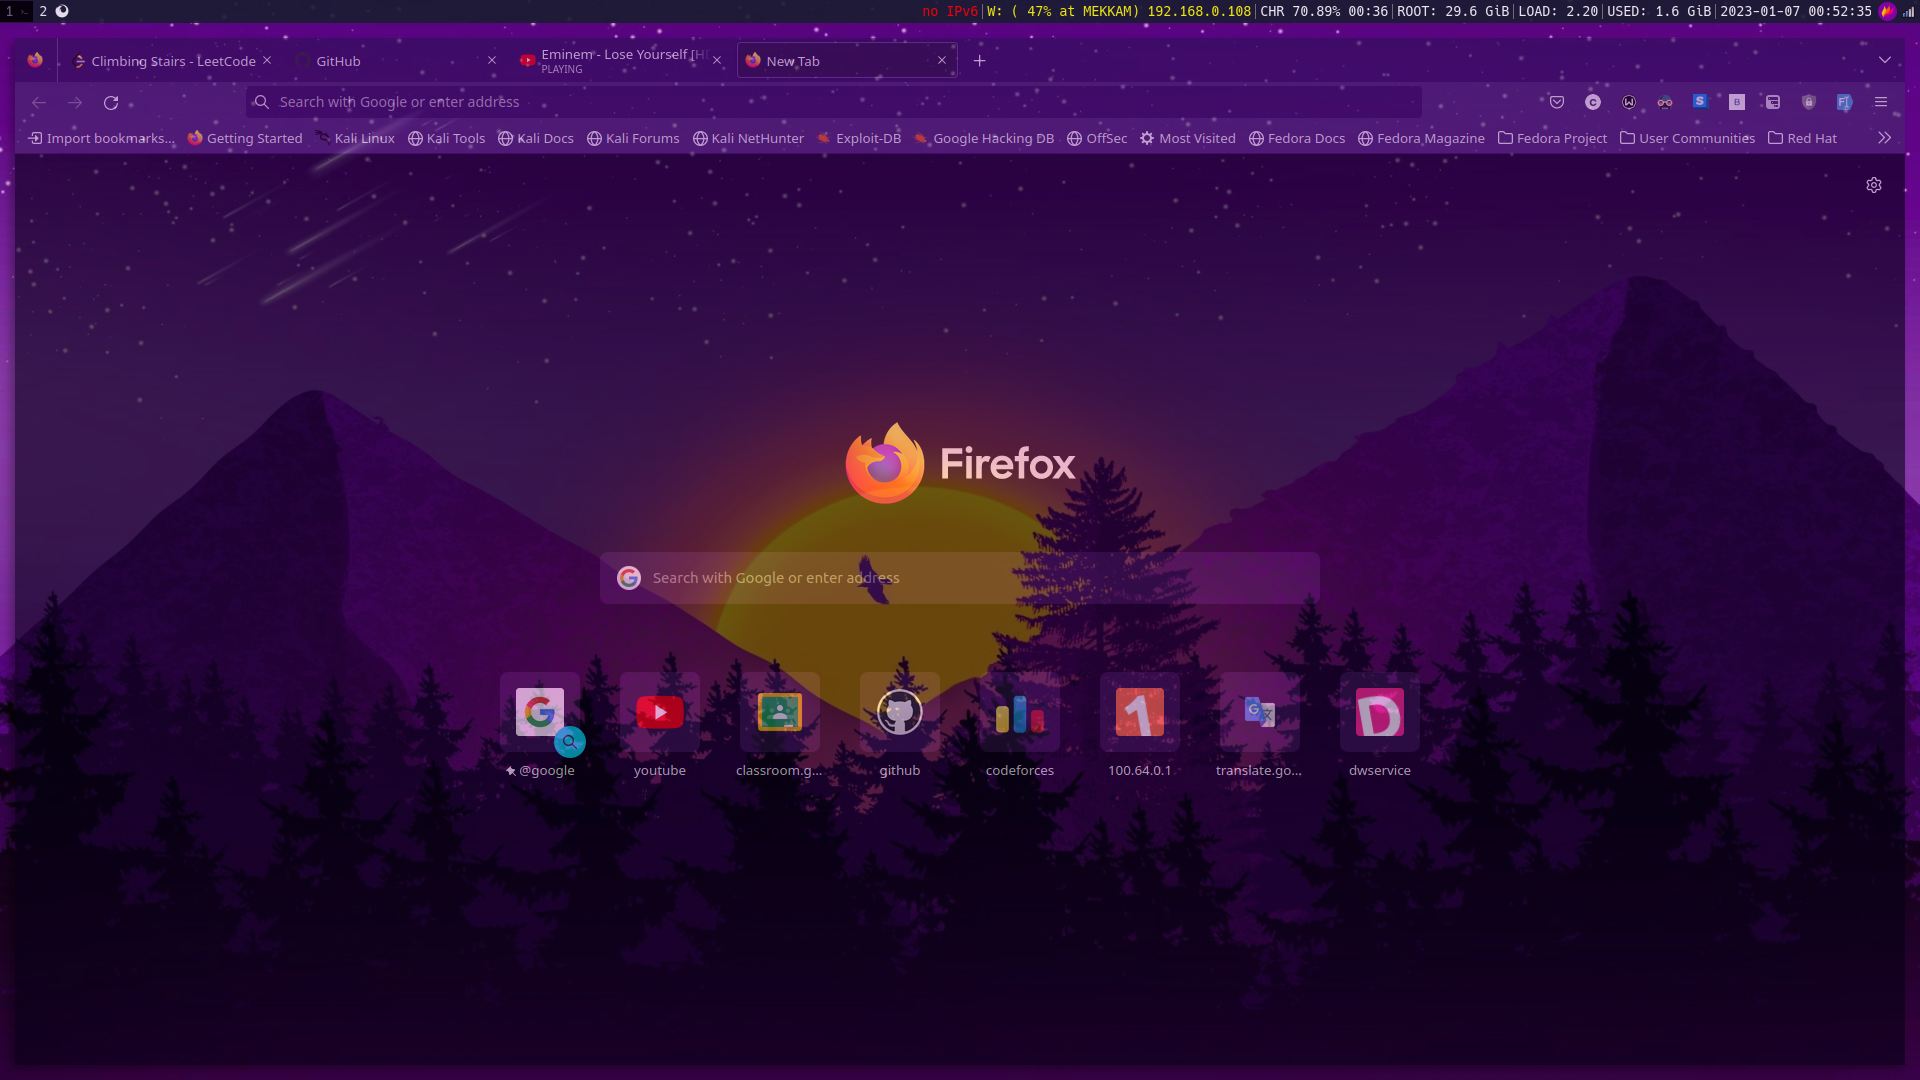 1 2 no IPv6|W: ( 47% at MEKKAM) 192.168.0.108|CHR 70.89% 00:36|ROOT: 29.6 GiB|LOAD: 2.20|USED: 1.6 GiB|2023-01-07 00:52:35
Climbing Stairs - LeetCode GitHub Eminem - Lose Yourself [H New Tab
PLAYING
Search with Google or enter address
Import bookmarks... Getting Started Kali Linux Kali Tools Kali Docs Kali Forums Kali NetHunter Exploit-DB Google Hacking DB OffSec Most Visited Fedora Docs Fedora Magazine Fedora Project User Communities Red Hat
Firefox
Search with Google or enter address
@google youtube classroom.g... github codeforces 100.64.0.1 translate.go... dwservice